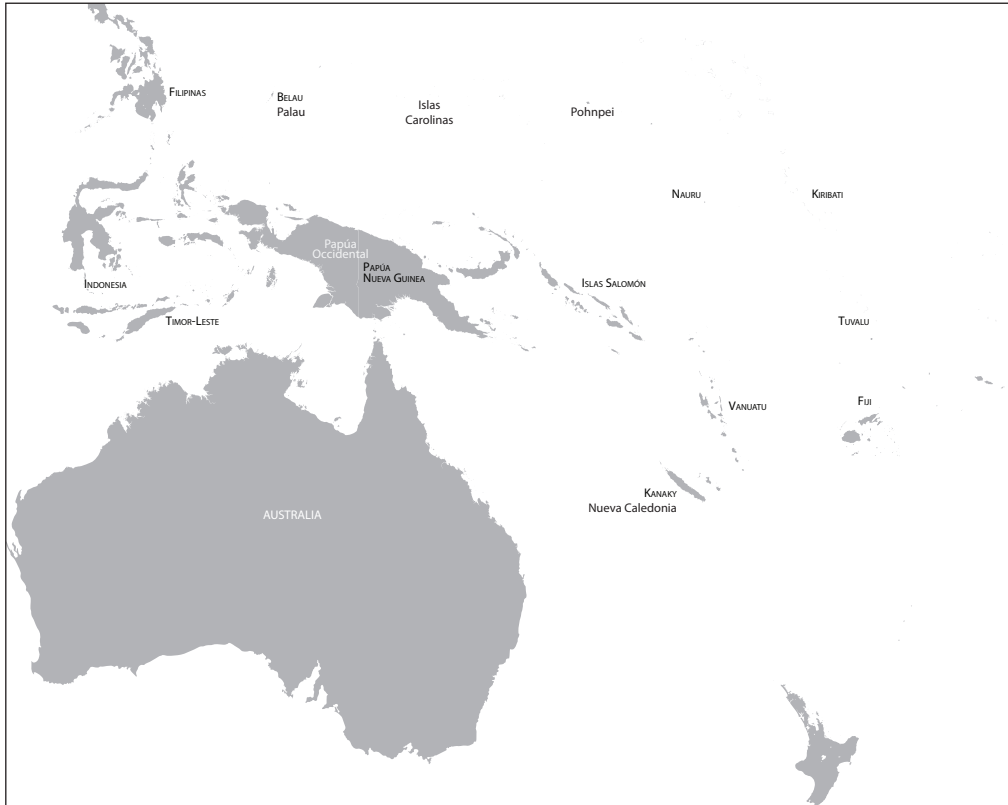 Filipinas
Belau
Palau
Islas
Carolinas
Pohnpei
Nauru
Kiribati
Papúa
Occidental
Papúa
Nueva Guinea
Indonesia
Islas Salomón
Timor-Leste
Tuvalu
Vanuatu
Fiji
Kanaky
Nueva Caledonia
AUSTRALIA